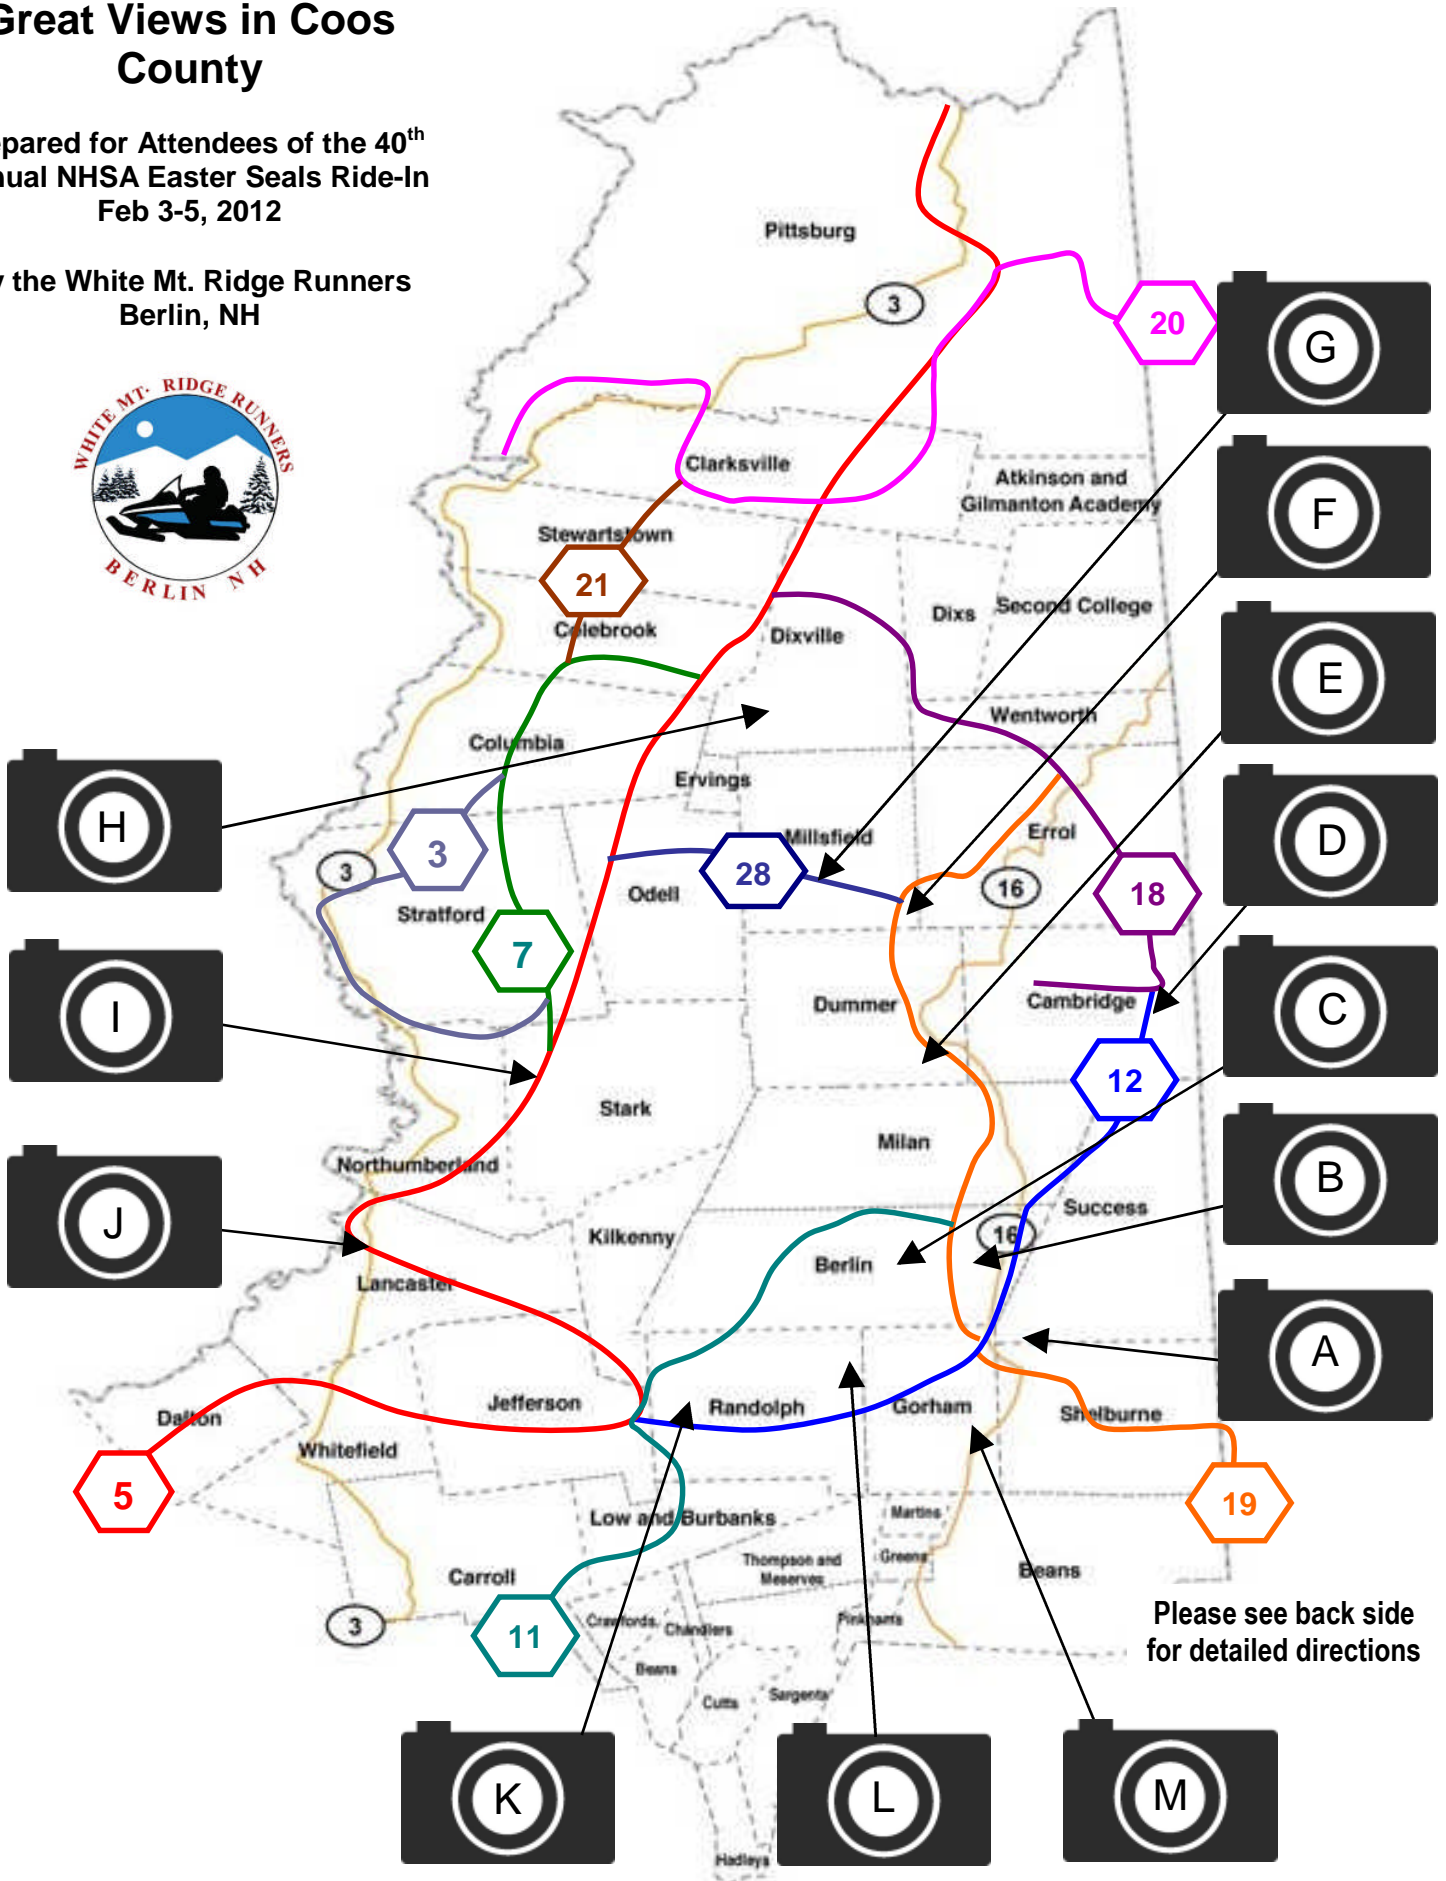 Great Views in Coos
County
epared for Attendees of the 40th
nual NHSA Easter Seals Ride-In
Feb 3-5, 2012
y the White Mt. Ridge Runners
Berlin, NH
WHITE MT. RIDGE RUNNERS
BERLIN NH
Pittsburg
3
20
G
Clarksville
Atkinson and
Gilmanton Academy
F
Stewartstown
21
Colebrook
Dixville
Dixs
Second College
E
Wentworth
Columbia
Ervings
H
3
3
Millsfield
Errol
D
28
16
18
Odell
Stratford
7
I
Dummer
Cambridge
C
12
Stark
Milan
Northumberland
B
J
Success
Kilkenny
16
Berlin
Lancaster
A
Jefferson
Randolph
Gorham
Shelburne
Dalton
Whitefield
5
19
Low and Burbanks
Martins
Thompson and
Meserves
Greens
Beans
Carroll
3
11
Crawfords
Chandlers
Pinkhams
Please see back side
for detailed directions
Beans
Cutts
Sargents
K
L
M
Hadleys